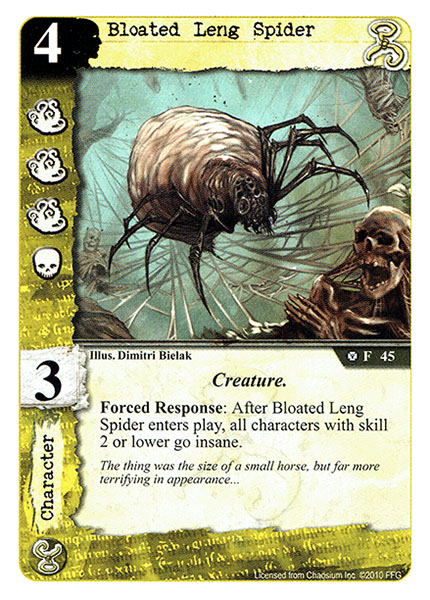 4
Bloated Leng Spider
Illus. Dimitri Bielak
F 45
3
Creature.
Forced Response: After Bloated Leng
Spider enters play, all characters with skill
2 or lower go insane.
The thing was the size of a small horse, but far more
terrifying in appearance...
Character
Licensed from Chaosium Inc. ©2010 FFG